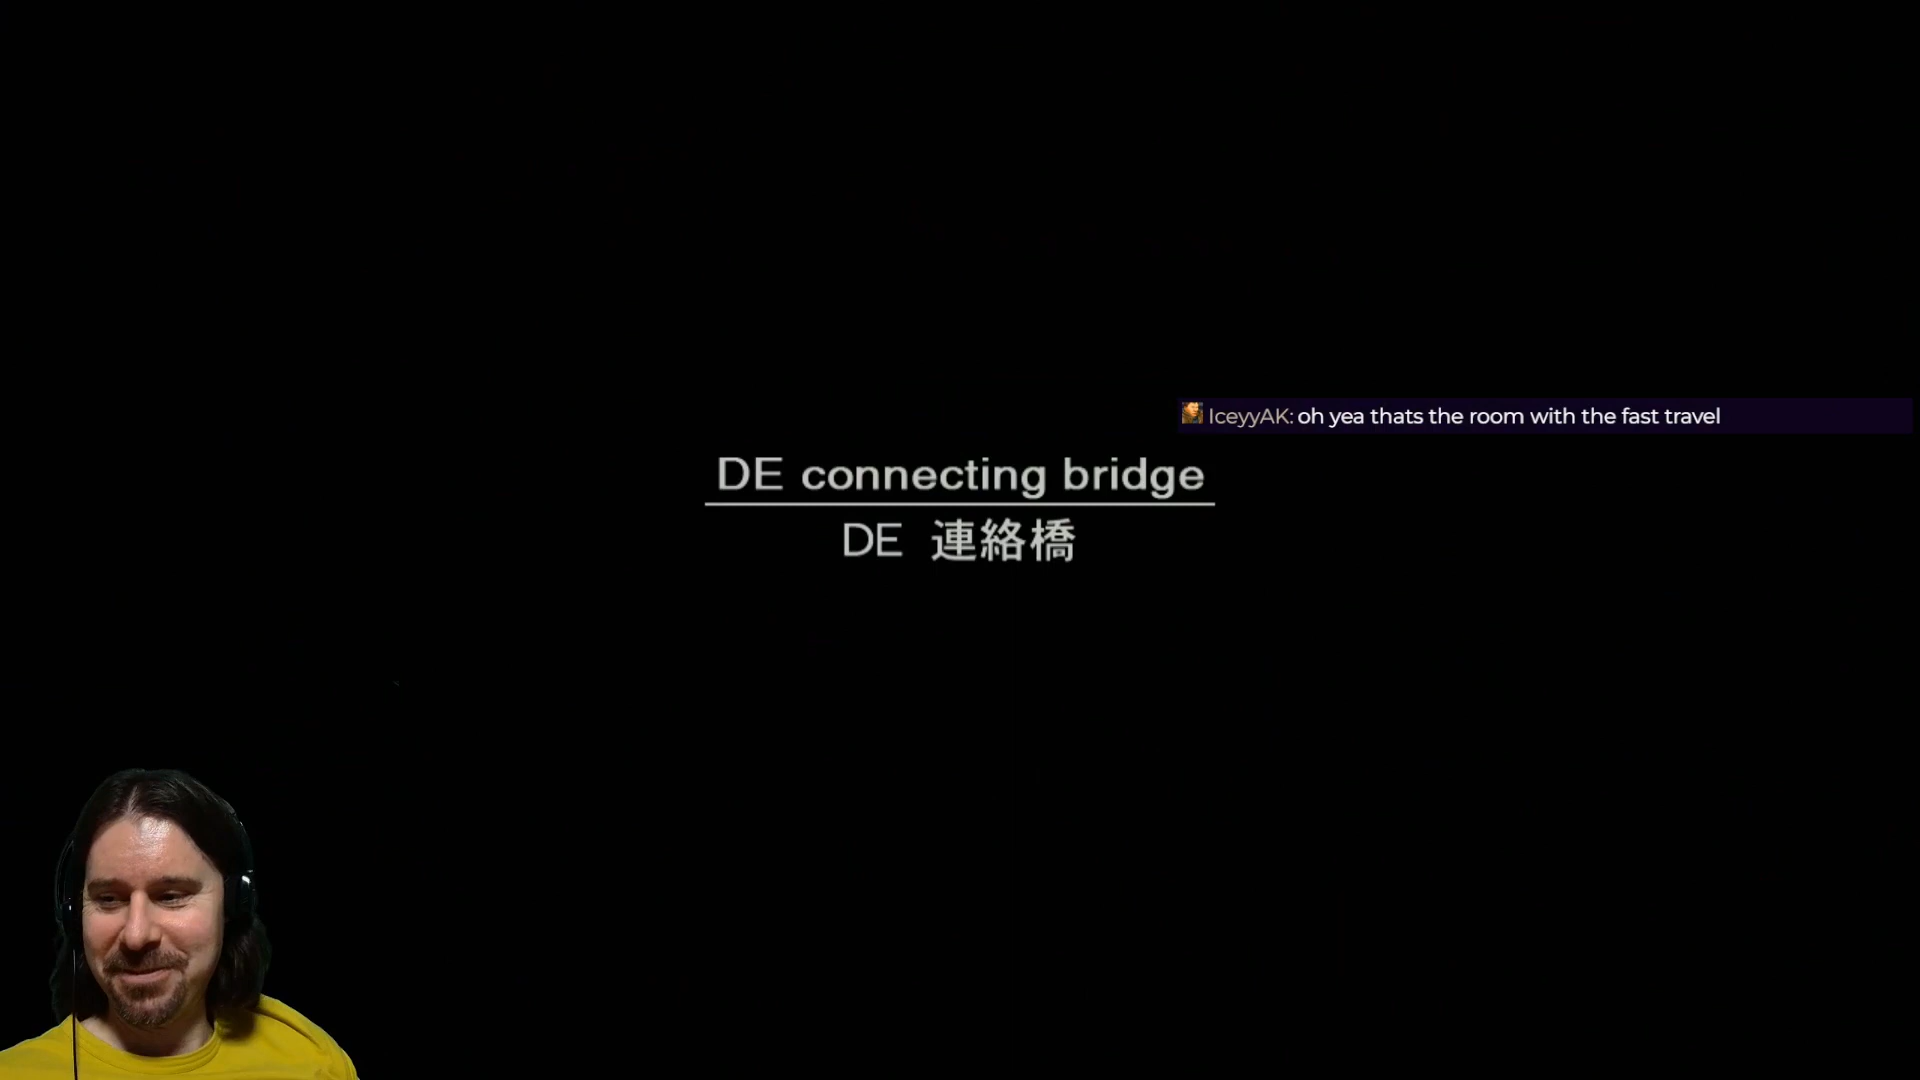 IceyyAK: oh yea thats the room with the fast travel
DE connecting bridge
DE 連絡橋